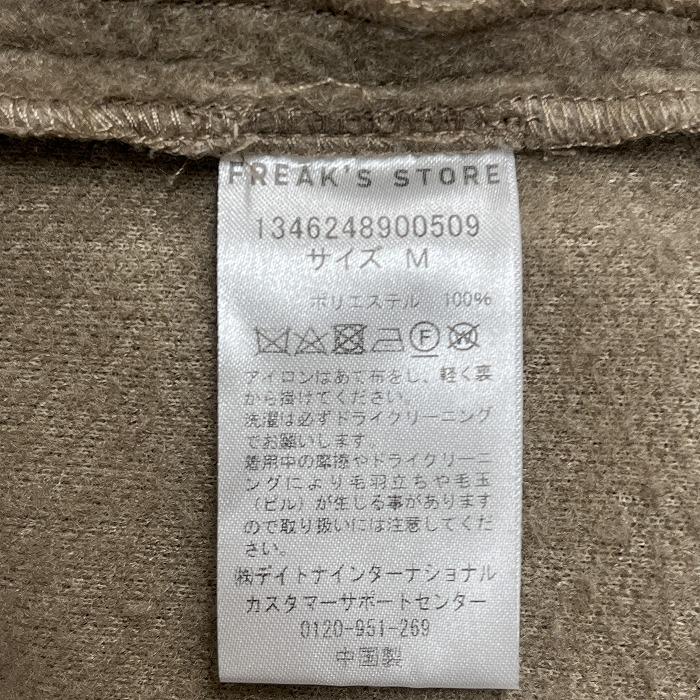 FREAK'S STORE
1346248900509
サイズ M
ポリエステル 100%
F W
アイロンはあて布をし、軽く裏
から掛けてください。
洗濯は必ずドライクリーニング
でお願いします。
着用中の摩擦やドライクリーニ
ングにより毛羽立ちや毛玉
（ピル）が生じる事があります
ので取り扱いには注意してくだ
さい。
㈱デイトナインターナショナル
カスタマーサポートセンター
0120-951-269
中国製